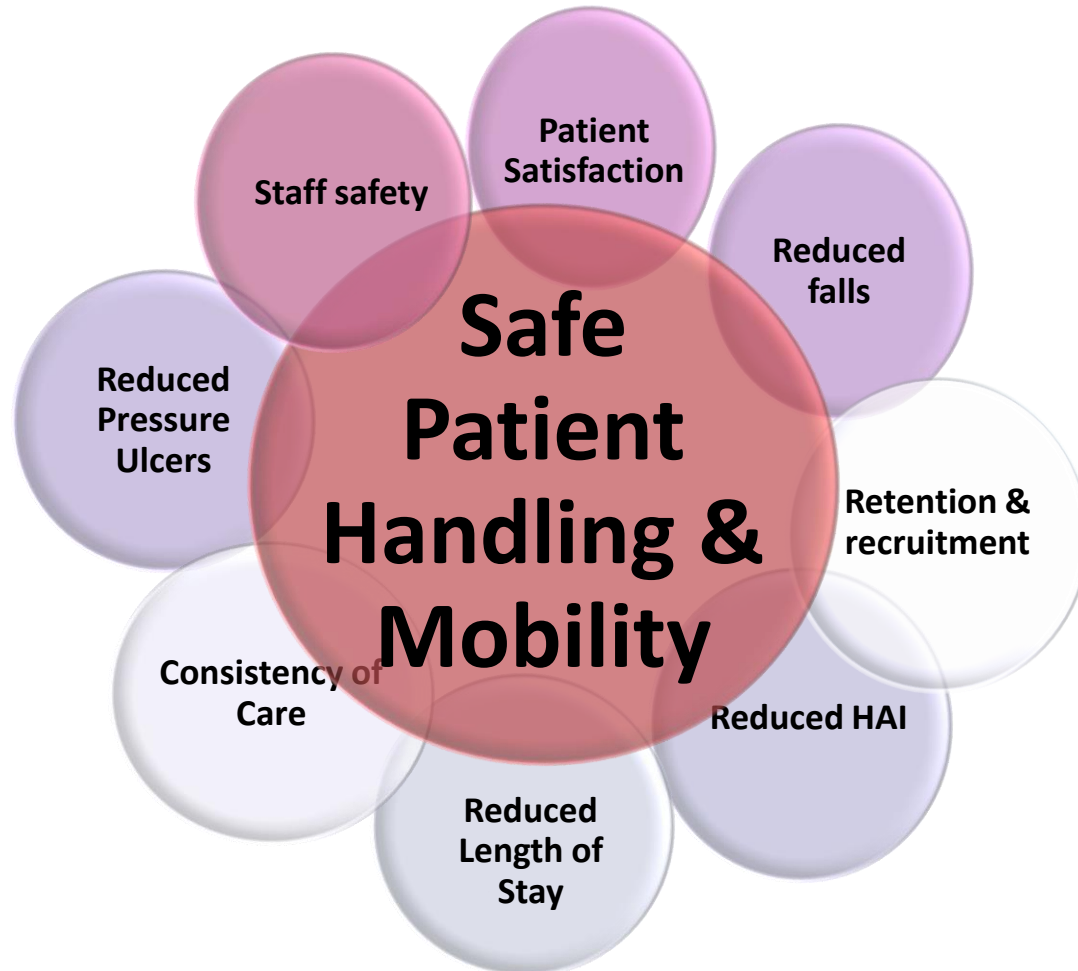 Patient
Satisfaction
Staff safety
Reduced
falls
Safe
Patient
Handling &
Mobility
Reduced
Pressure
Ulcers
Retention &
recruitment
Consistency of
Care
Reduced HAI
Reduced
Length of
Stay